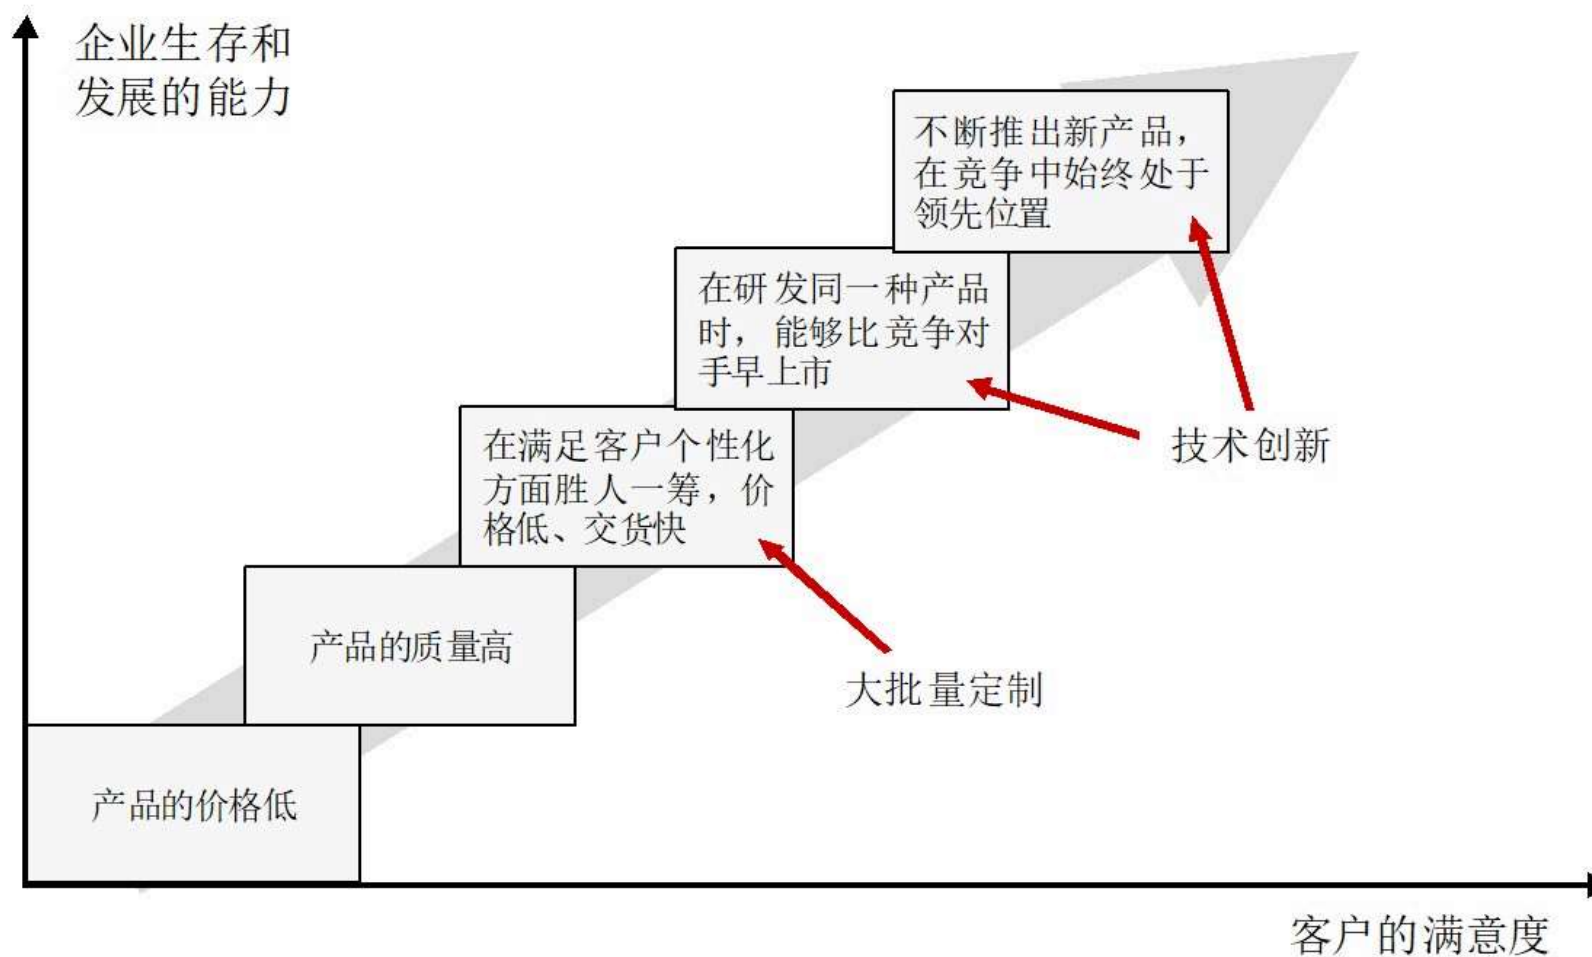 企业生存和
发展的能力
不断推出新产品，
在竞争中始终处于
领先位置
在研发同一种产品
时，能够比竞争对
手早上市
技术创新
在满足客户个性化
方面胜人一筹，价
格低、交货快
产品的质量高
大批量定制
产品的价格低
客户的满意度